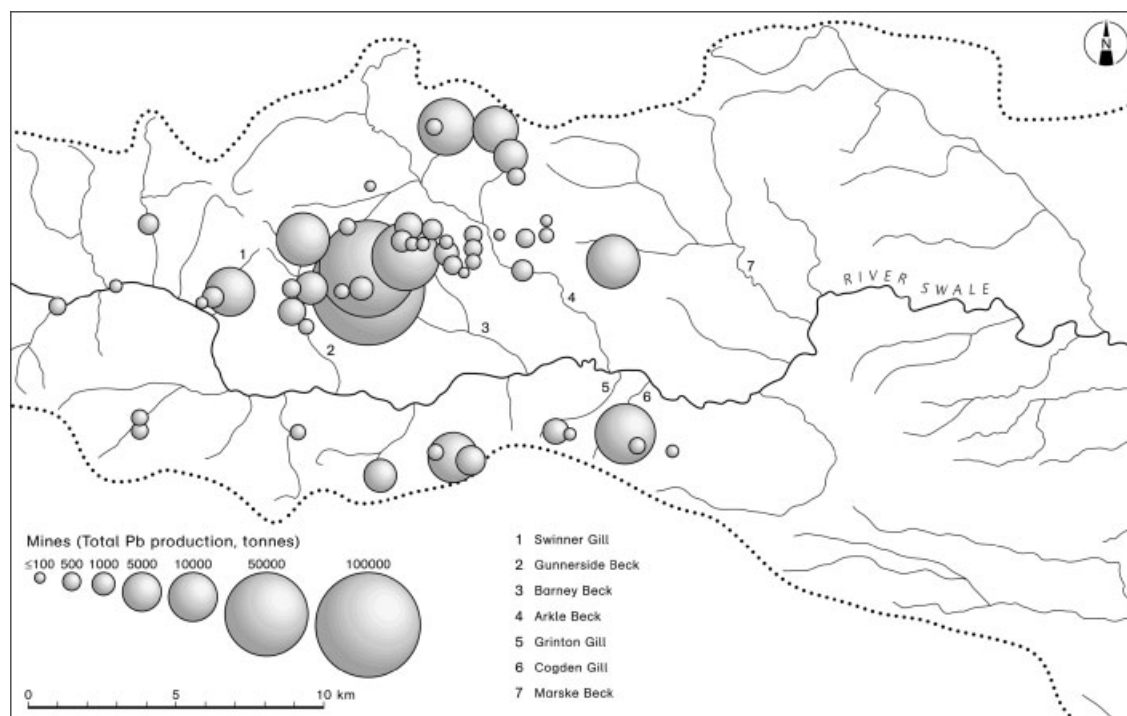 N
1
2
3
4
5
6
7
RIVER SWALE
Mines (Total Pb production, tonnes)
≤100 500 1000 5000 10000 50000 100000
0 5 10 km
1 Swinner Gill
2 Gunnerside Beck
3 Barney Beck
4 Arkle Beck
5 Grinton Gill
6 Cogden Gill
7 Marske Beck